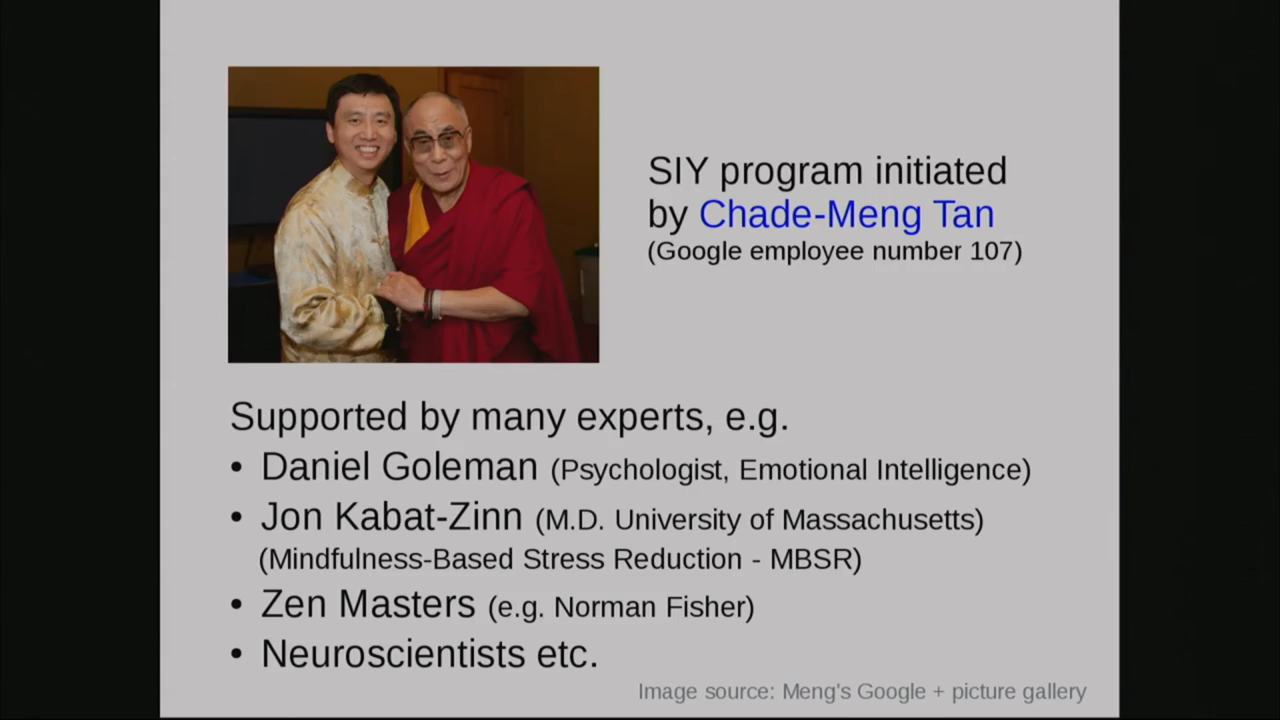 SIY program initiated
by Chade-Meng Tan
(Google employee number 107)
Supported by many experts, e.g.
• Daniel Goleman (Psychologist, Emotional Intelligence)
• Jon Kabat-Zinn (M.D. University of Massachusetts)
(Mindfulness-Based Stress Reduction - MBSR)
• Zen Masters (e.g. Norman Fisher)
• Neuroscientists etc.
Image source: Meng's Google + picture gallery